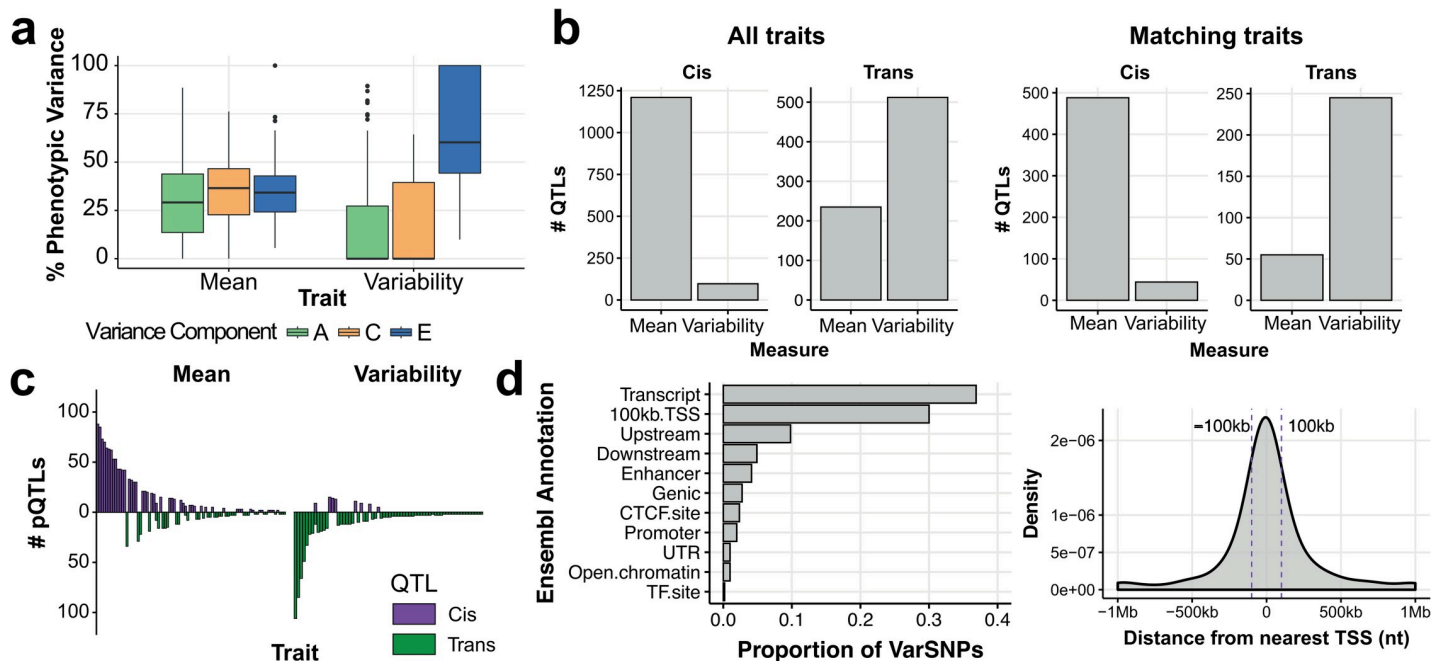 a
% Phenotypic Variance
100
75
50
25
0
Mean
Variability
Trait
Variance Component A C E
b
All traits
Cis
Trans
# QTLs
1250
1000
750
500
250
0
500
400
300
200
100
0
Mean Variability
Mean Variability
Measure
Matching traits
Cis
Trans
# QTLs
500
400
300
200
100
0
250
200
150
100
50
0
Mean Variability
Mean Variability
Measure
c
Mean
Variability
# pQTLs
100
50
0
50
100
QTL
Cis
Trans
Trait
d
Ensembl Annotation
Transcript
100kb.TSS
Upstream
Downstream
Enhancer
Genic
CTCF.site
Promoter
UTR
Open.chromatin
TF.site
0.0 0.1 0.2 0.3 0.4
Proportion of VarSNPs
Density
2e−06
1e−06
5e−07
0e+00
−100kb 100kb
−1Mb −500kb 0 500kb 1Mb
Distance from nearest TSS (nt)